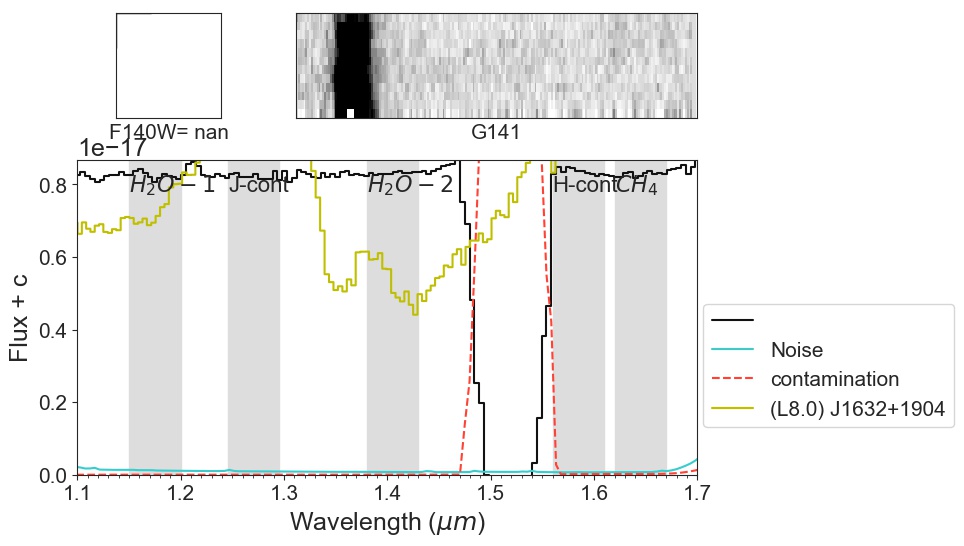 F140W= nan
G141
1e−17
H₂O − 1
J-cont
H₂O − 2
H-cont
CH₄
0.8
0.6
0.4
0.2
0.0
Flux + c
1.1
1.2
1.3
1.4
1.5
1.6
1.7
Wavelength (μm)
Noise
contamination
(L8.0) J1632+1904